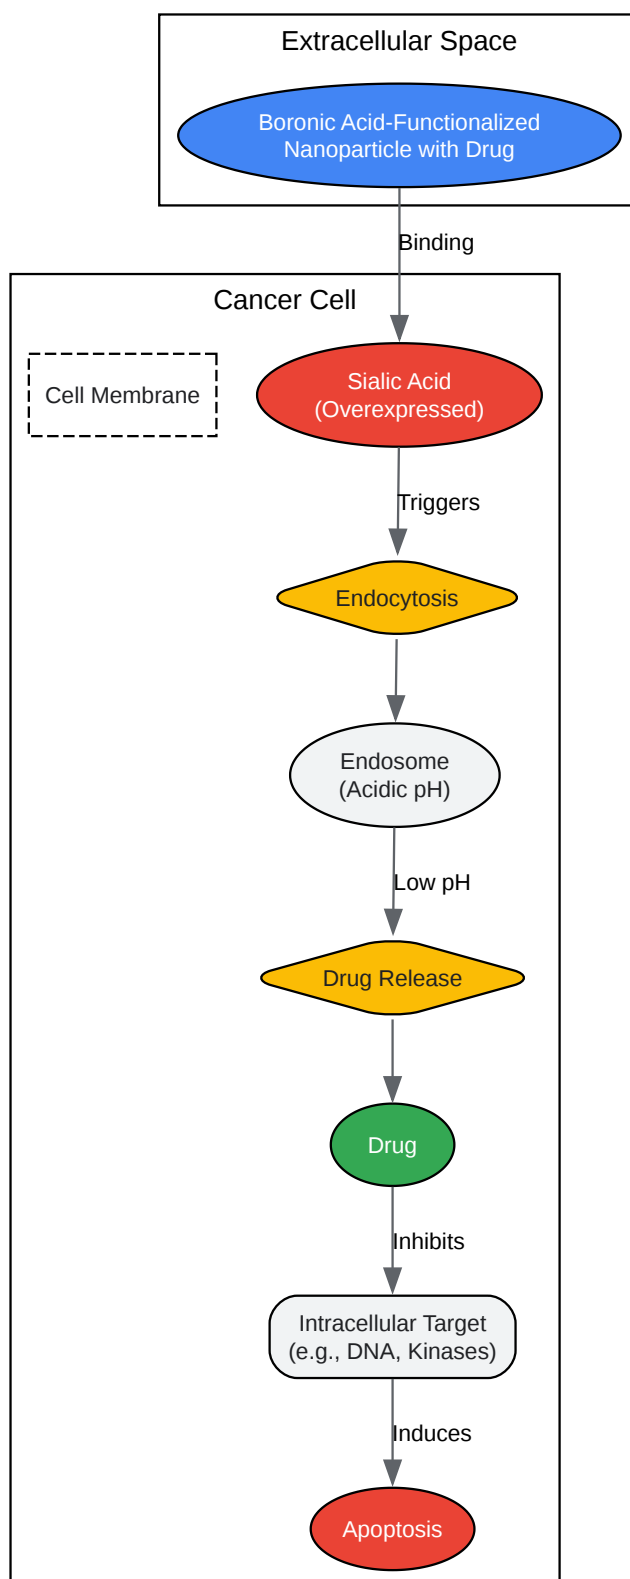 Extracellular Space
Boronic Acid-Functionalized
Nanoparticle with Drug
Binding
Cancer Cell
Cell Membrane
Sialic Acid
(Overexpressed)
Triggers
Endocytosis
Endosome
(Acidic pH)
Low pH
Drug Release
Drug
Inhibits
Intracellular Target
(e.g., DNA, Kinases)
Induces
Apoptosis